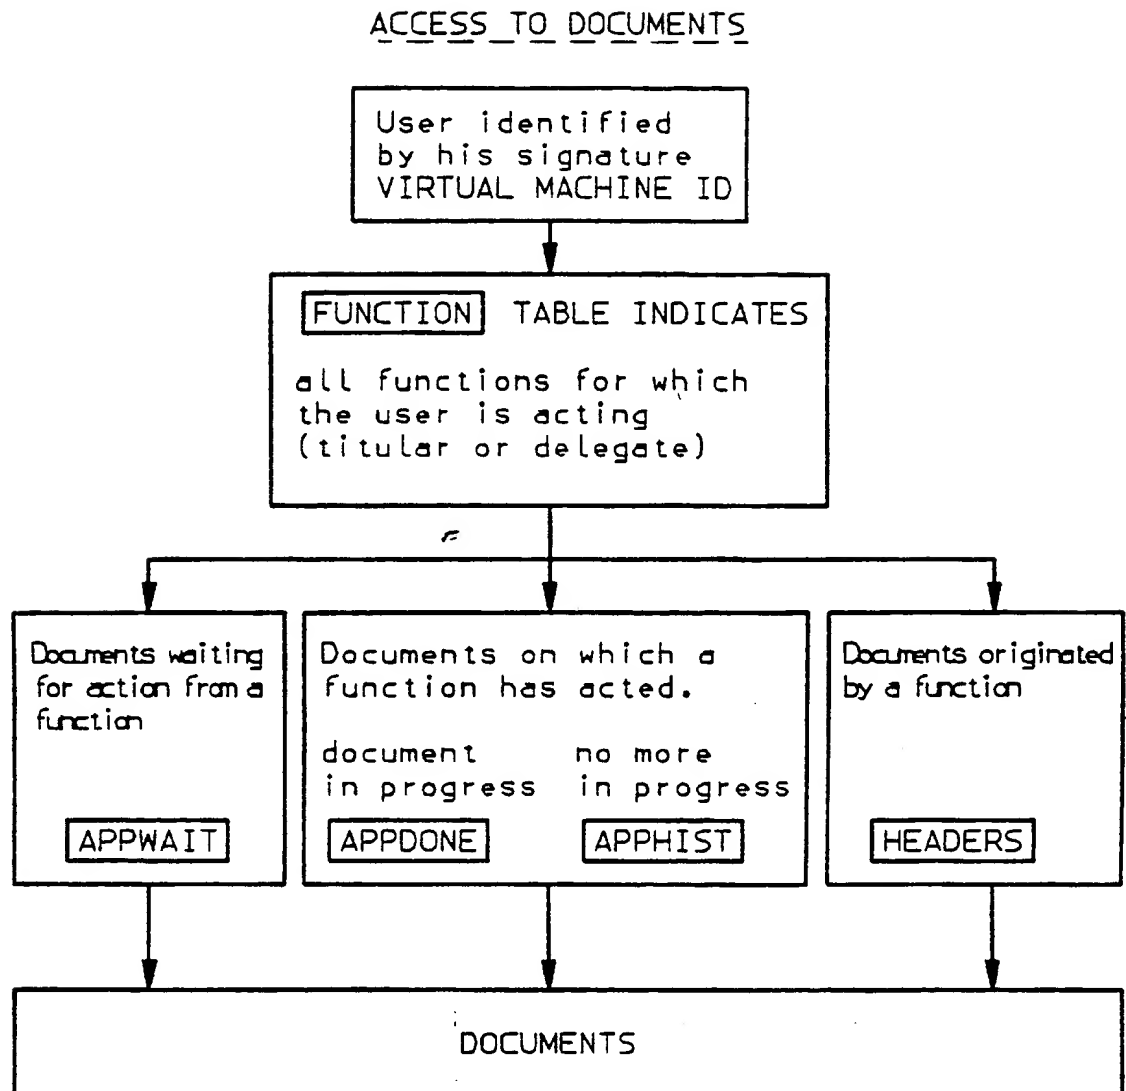 ACCESS TO DOCUMENTS
User identified
by his signature
VIRTUAL MACHINE ID
FUNCTION TABLE INDICATES
all functions for which
the user is acting
(titular or delegate)
Documents waiting
for action from a
function
APPWAIT
Documents on which a
function has acted.
document
in progress
APPDONE
no more
in progress
APPHIST
Documents originated
by a function
HEADERS
DOCUMENTS